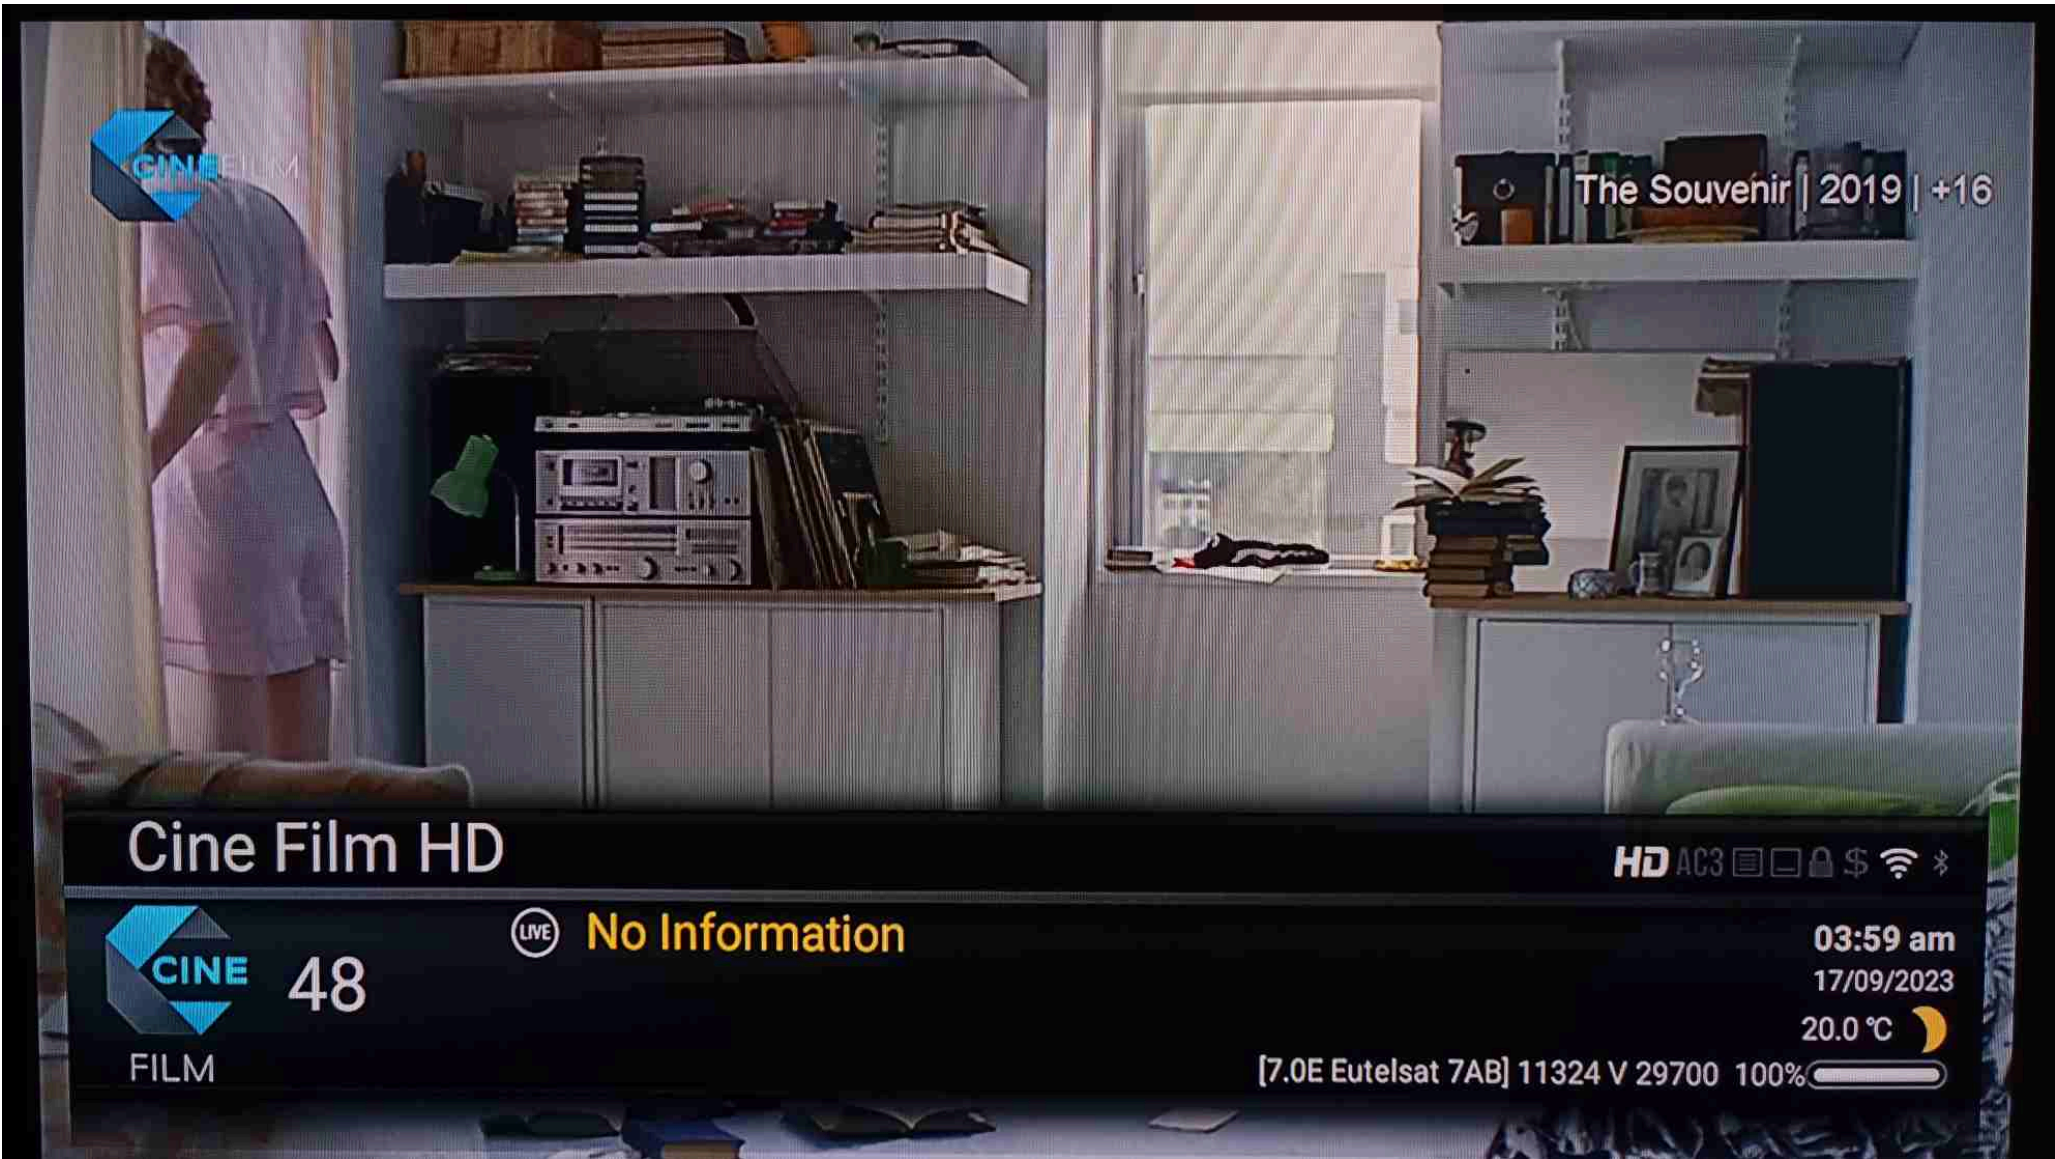 CINEFILM
The Souvenir | 2019 | +16
Cine Film HD
HD AC3 $
CINE
FILM
48
LIVE No Information
03:59 am
17/09/2023
20.0 °C
[7.0E Eutelsat 7AB] 11324 V 29700 100%